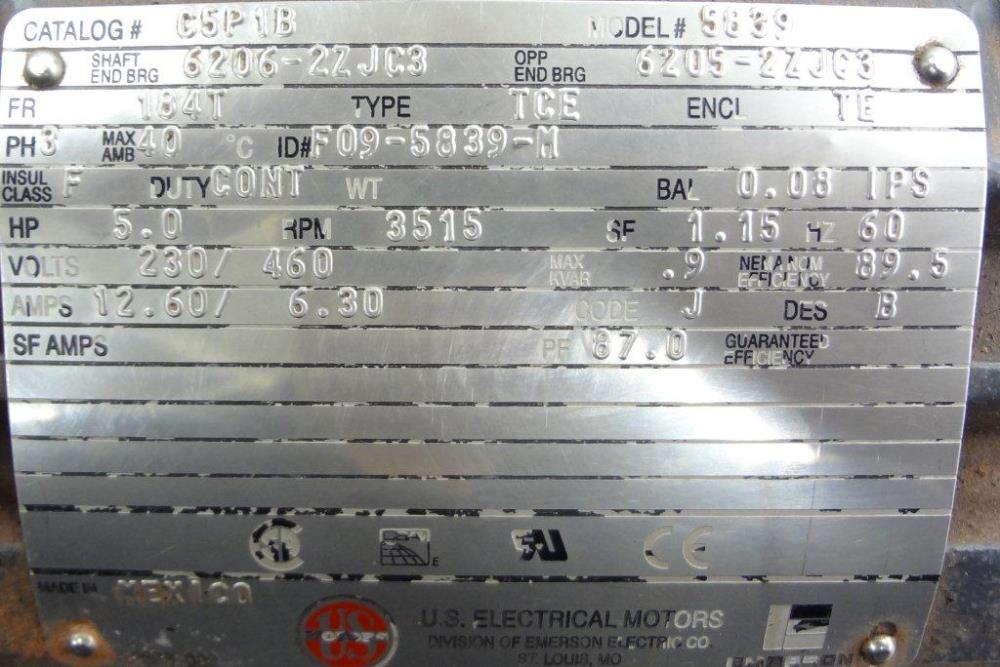 CATALOG # C5P1B MODEL # 5839
SHAFT END BRG 6206-2ZJC3 OPP END BRG 6205-2ZJC3
FR 184T TYPE TCE ENCL TE
PH 3 MAX AMB 40 °C ID# F09-5839-M
INSUL CLASS F DUTY CONT WT BAL 0.08 IPS
HP 5.0 RPM 3515 SF 1.15 HZ 60
VOLTS 230/ 460 MAX KVAR .9 NEMA NOM EFFICIENCY 89.5
AMPS 12.60/ 6.30 CODE J DES B
SF AMPS PF 87.0 GUARANTEED EFFICIENCY
E UL CE
MADE IN MEXICO
US MOTORS
U.S. ELECTRICAL MOTORS
DIVISION OF EMERSON ELECTRIC CO.
ST. LOUIS, MO
EMERSON